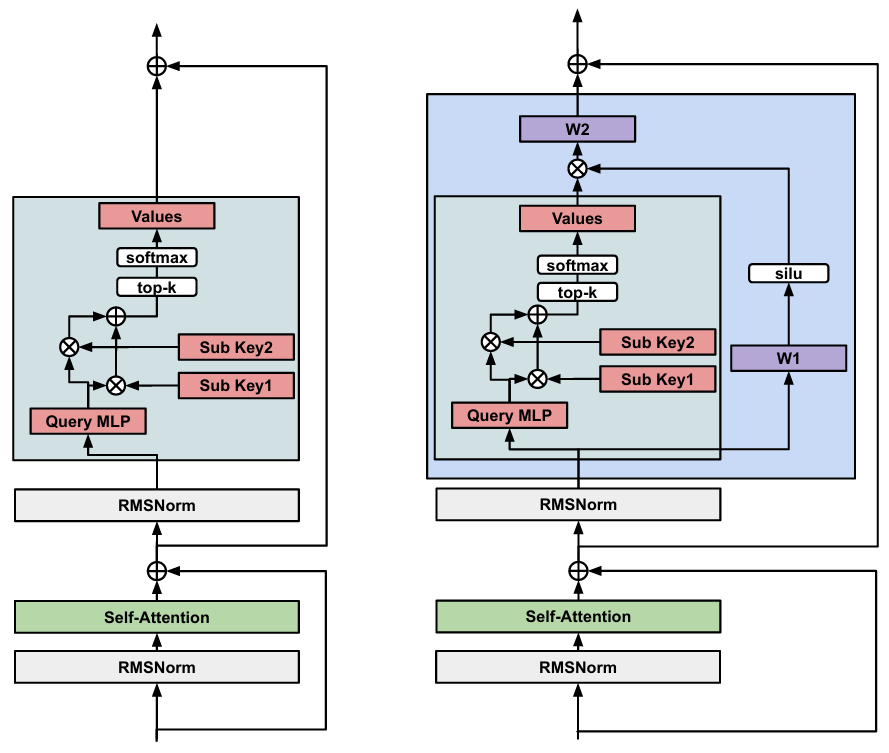 Values
softmax
top-k
Sub Key2
Sub Key1
Query MLP
RMSNorm
Self-Attention
RMSNorm
W2
Values
softmax
silu
top-k
Sub Key2
W1
Sub Key1
Query MLP
RMSNorm
Self-Attention
RMSNorm